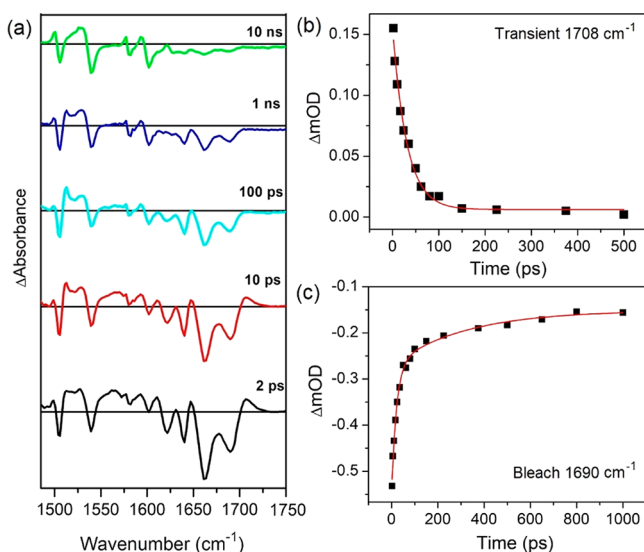 (a)
10 ns
1 ns
100 ps
10 ps
2 ps
ΔAbsorbance
1500 1550 1600 1650 1700 1750
Wavenumber (cm⁻¹)
(b)
Transient 1708 cm⁻¹
0.15
0.10
0.05
0.00
ΔmOD
0 100 200 300 400 500
Time (ps)
(c)
-0.1
-0.2
-0.3
-0.4
-0.5
ΔmOD
Bleach 1690 cm⁻¹
0 200 400 600 800 1000
Time (ps)